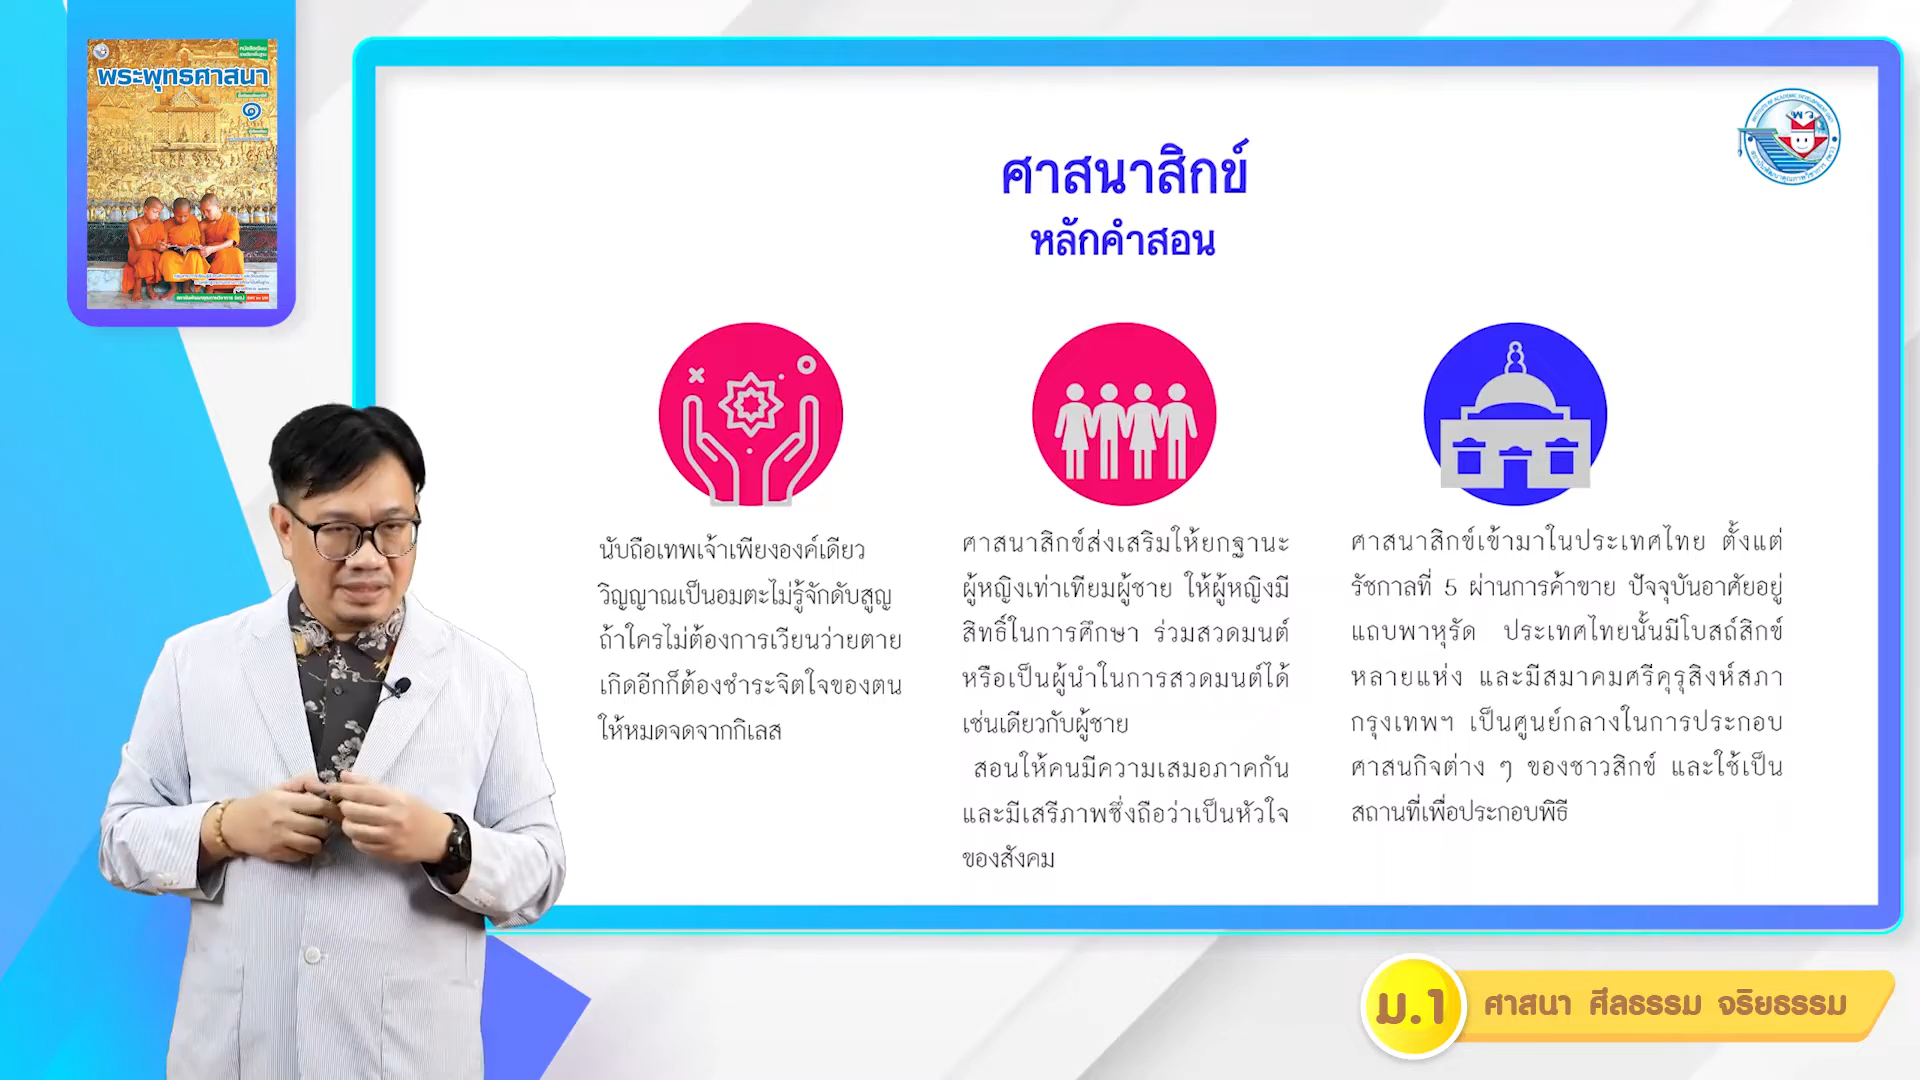 หนังสือเรียน
พระพุทธศาสนา
๑
ศาสนาสิกข์
หลักคำสอน
นับถือเทพเจ้าเพียงองค์เดียว
วิญญาณเป็นอมตะไม่รู้จักดับสูญ
ถ้าใครไม่ต้องการเวียนว่ายตาย
เกิดอีกก็ต้องชำระจิตใจของตน
ให้หมดจดจากกิเลส
ศาสนาสิกข์ส่งเสริมให้ยกฐานะ
ผู้หญิงเท่าเทียมผู้ชาย ให้ผู้หญิงมี
สิทธิ์ในการศึกษา ร่วมสวดมนต์
หรือเป็นผู้นำในการสวดมนต์ได้
เช่นเดียวกับผู้ชาย
สอนให้คนมีความเสมอภาคกัน
และมีเสรีภาพซึ่งถือว่าเป็นหัวใจ
ของสังคม
ศาสนาสิกข์เข้ามาในประเทศไทย ตั้งแต่
รัชกาลที่ 5 ผ่านการค้าขาย ปัจจุบันอาศัยอยู่
แถบพาหุรัด ประเทศไทยนั้นมีโบสถ์สิกข์
หลายแห่ง และมีสมาคมศรีคุรุสิงห์สภา
กรุงเทพฯ เป็นศูนย์กลางในการประกอบ
ศาสนกิจต่าง ๆ ของชาวสิกข์ และใช้เป็น
สถานที่เพื่อประกอบพิธี
พว
ม.1 ศาสนา ศีลธรรม จริยธรรม